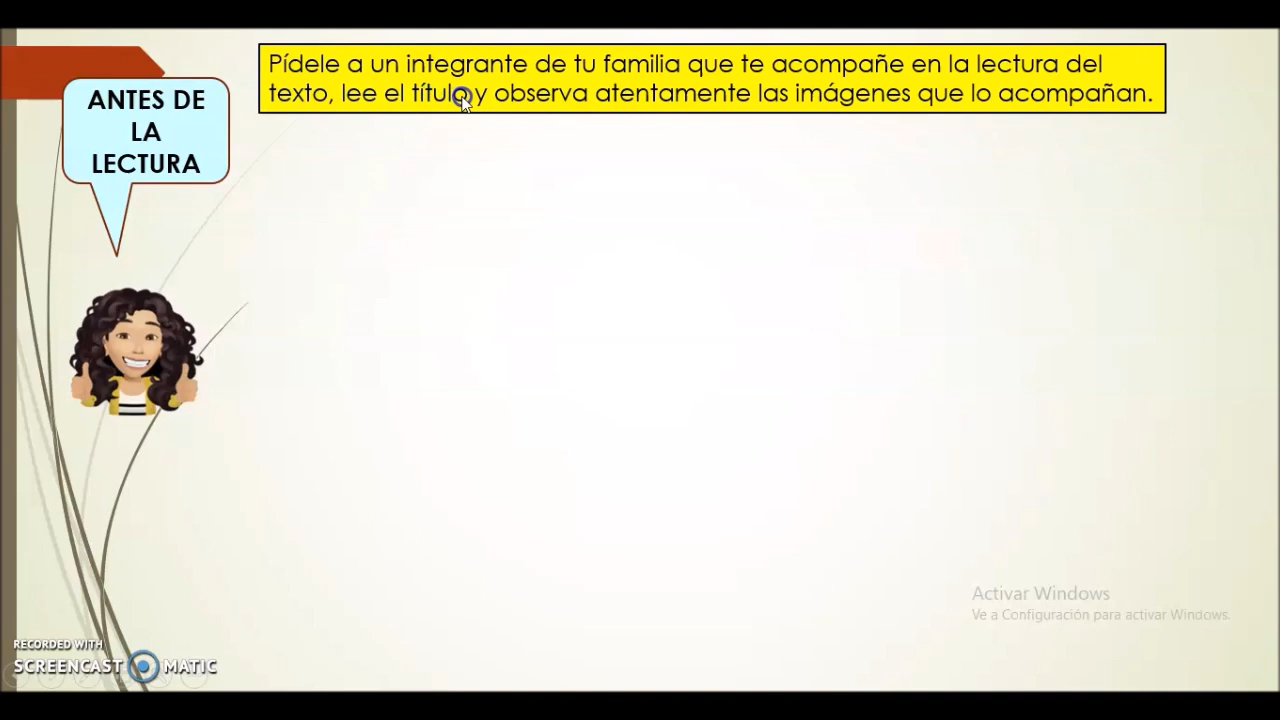 Pídele a un integrante de tu familia que te acompañe en la lectura del
texto, lee el título y observa atentamente las imágenes que lo acompañan.
ANTES DE
LA
LECTURA
Activar Windows
Ve a Configuración para activar Windows.
RECORDED WITH
SCREENCAST MATIC